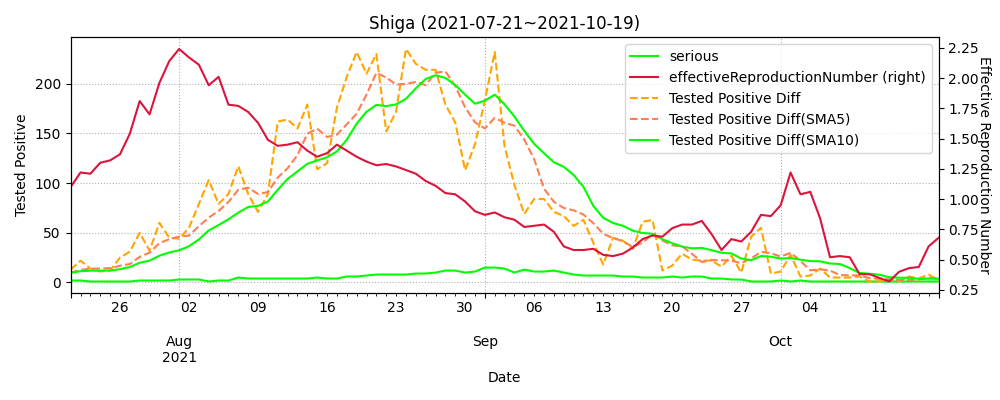 Shiga (2021-07-21~2021-10-19)
serious
effectiveReproductionNumber (right)
Tested Positive Diff
Tested Positive Diff(SMA5)
Tested Positive Diff(SMA10)
Tested Positive
200
150
100
50
0
2.25
2.00
1.75
1.50
1.25
1.00
0.75
0.50
0.25
Effective Reproduction Number
26 02 09 16 23 30 06 13 20 27 04 11
Aug Sep Oct
2021
Date